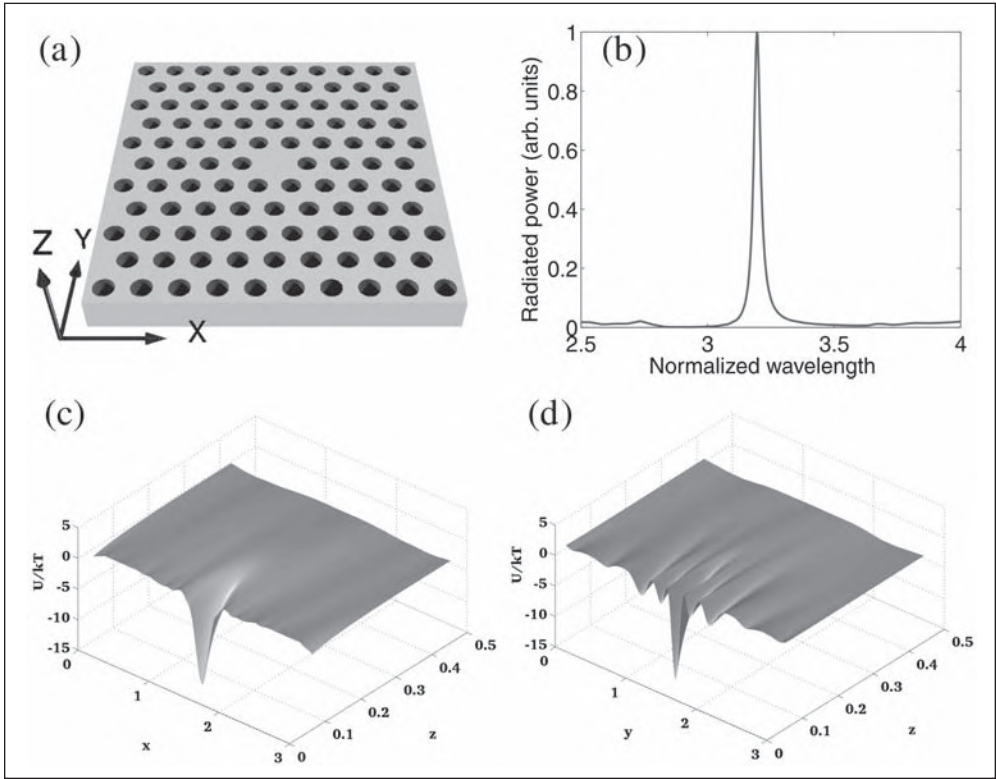 (a)
Z
Y
X
(b)
Radiated power (arb. units)
1
0.8
0.6
0.4
0.2
0
2.5
3
3.5
4
Normalized wavelength
(c)
U/kT
5
0
-5
-10
-15
0
1
2
3
x
0
0.1
0.2
0.3
0.4
0.5
z
(d)
U/kT
5
0
-5
-10
-15
0
1
2
3
y
0
0.1
0.2
0.3
0.4
0.5
z